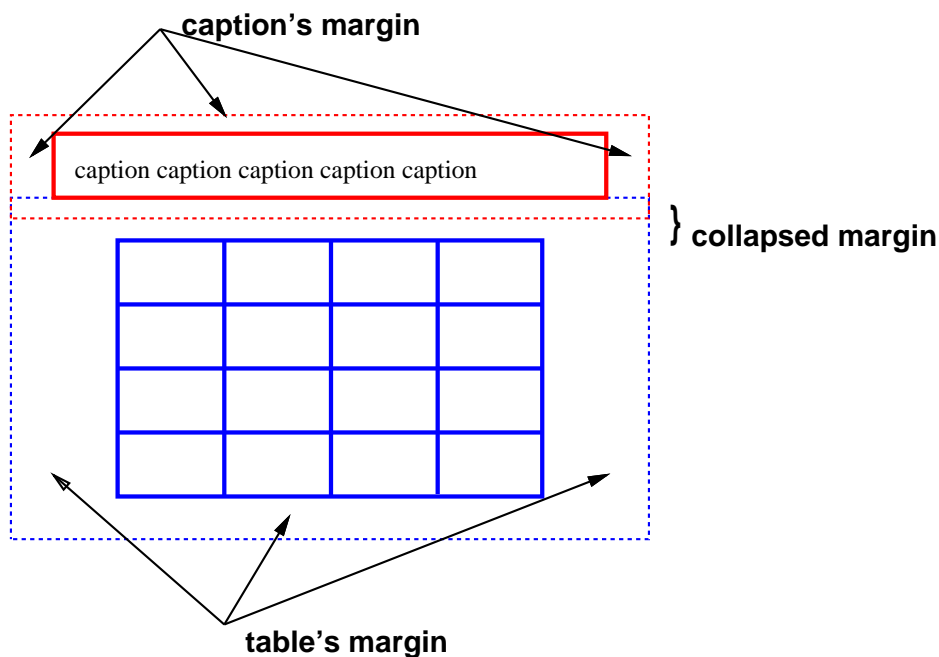 caption's margin
caption caption caption caption caption
} collapsed margin
table's margin